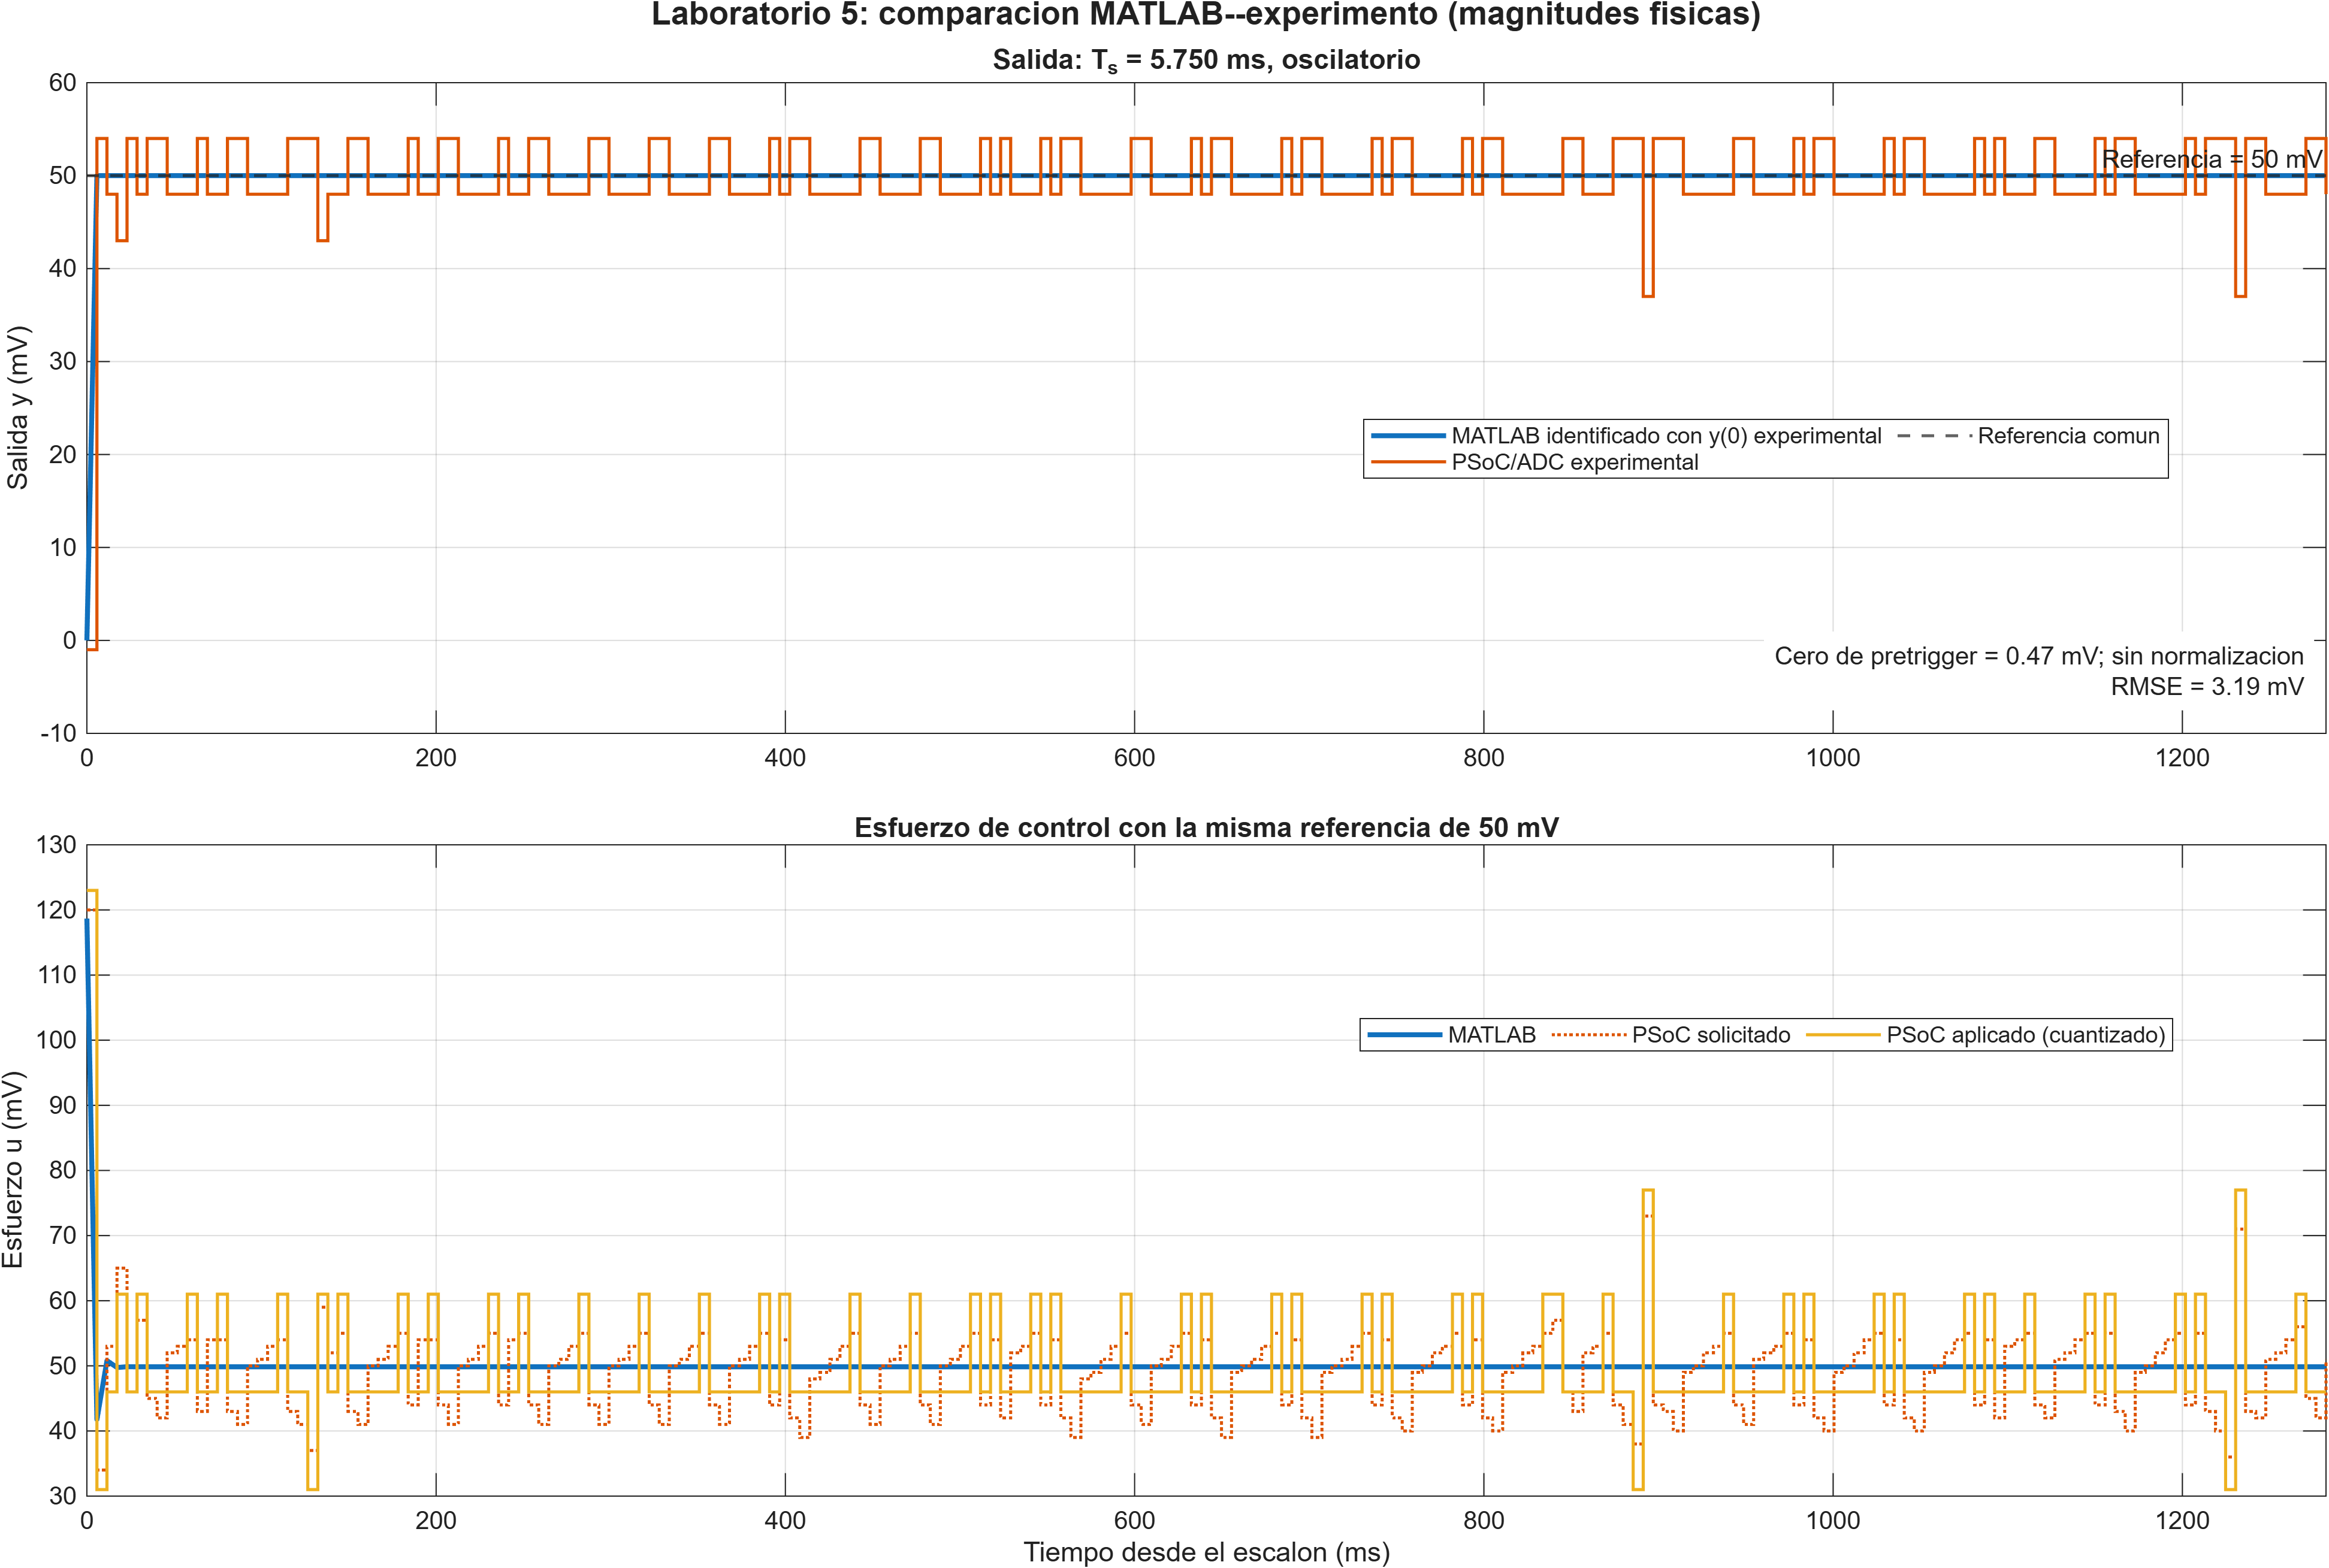 Laboratorio 5: comparacion MATLAB--experimento (magnitudes fisicas)
Salida: Ts = 5.750 ms, oscilatorio
60
50
40
30
20
10
0
-10
Salida y (mV)
Referencia = 50 mV
MATLAB identificado con y(0) experimental
Referencia comun
PSoC/ADC experimental
Cero de pretrigger = 0.47 mV; sin normalizacion
RMSE = 3.19 mV
0 200 400 600 800 1000 1200
Esfuerzo de control con la misma referencia de 50 mV
130
120
110
100
90
80
70
60
50
40
30
Esfuerzo u (mV)
MATLAB
PSoC solicitado
PSoC aplicado (cuantizado)
0 200 400 600 800 1000 1200
Tiempo desde el escalon (ms)